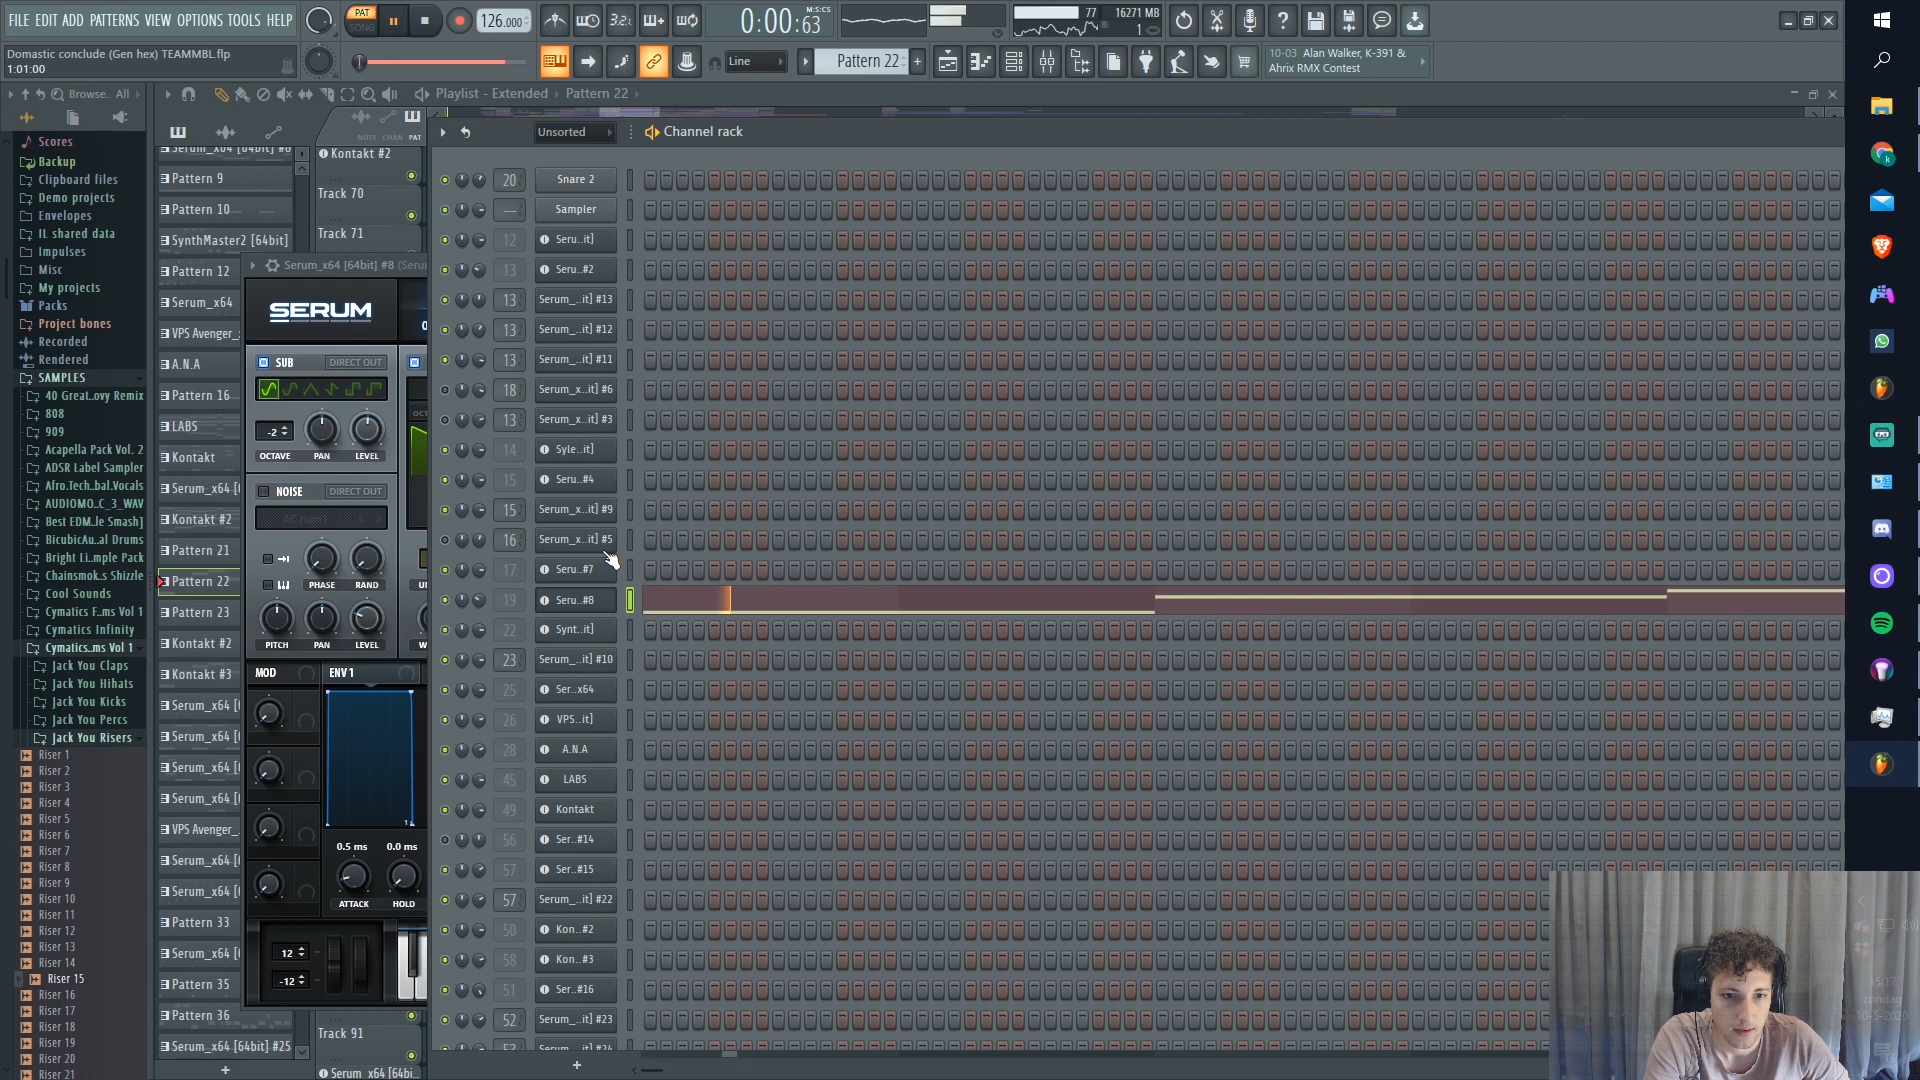 FILE EDIT ADD PATTERNS VIEW OPTIONS TOOLS HELP
PAT
SONG
126.000
3.2.
0:00:63
M:S:CS
77
16271 MB
1
Domastic conclude (Gen hex) TEAMMBL.flp
1:01:00
Line
Pattern 22
10-03 Alan Walker, K-391 &
Ahrix RMX Contest
Browse.. All
Playlist - Extended
Pattern 22
NOTE CHAN PAT
Unsorted
Channel rack
Scores
Backup
Clipboard files
Demo projects
Envelopes
IL shared data
Impulses
Misc
My projects
Packs
Project bones
Recorded
Rendered
SAMPLES
40 Great..ovy Remix
808
909
Acapella Pack Vol. 2
ADSR Label Sampler
Afro.Tech..bal.Vocals
AUDIOMO..C_3_WAV
Best EDM..le Smash]
BicubicAu..al Drums
Bright Li..mple Pack
Chainsmok..s Shizzle
Cool Sounds
Cymatics F..ms Vol 1
Cymatics Infinity
Cymatics..ms Vol 1
Jack You Claps
Jack You Hihats
Jack You Kicks
Jack You Percs
Jack You Risers
Riser 1
Riser 2
Riser 3
Riser 4
Riser 5
Riser 6
Riser 7
Riser 8
Riser 9
Riser 10
Riser 11
Riser 12
Riser 13
Riser 14
Riser 15
Riser 16
Riser 17
Riser 18
Riser 19
Riser 20
Riser 21
Pattern 9
Pattern 10
SynthMaster2 [64bit]
Pattern 12
Serum_x64
VPS Avenger_
A.N.A
Pattern 16
LABS
Kontakt
Serum_x64 [
Kontakt #2
Pattern 21
Pattern 22
Pattern 23
Kontakt #2
Kontakt #3
Serum_x64 [
Serum_x64 [
Serum_x64 [
Serum_x64 [
VPS Avenger_
Serum_x64 [
Serum_x64 [
Pattern 33
Serum_x64 [
Pattern 35
Pattern 36
Serum_x64 [64bit] #25
Kontakt #2
Track 70
Track 71
Track 91
Serum_x64 [64bi..
Serum_x64 [64bit] #8 (Seru
SERUM
SUB
DIRECT OUT
-2
OCTAVE
PAN
LEVEL
NOISE
DIRECT OUT
PHASE
RAND
PITCH
PAN
LEVEL
MOD
ENV 1
0.5 ms
0.0 ms
ATTACK
HOLD
12
-12
20 Snare 2
--- Sampler
12 Seru..it]
13 Seru..#2
13 Serum_..it] #13
13 Serum_..it] #12
13 Serum_..it] #11
18 Serum_x..it] #6
13 Serum_x..it] #3
14 Syle..it]
15 Seru..#4
15 Serum_x..it] #9
16 Serum_x..it] #5
17 Seru..#7
19 Seru..#8
22 Synt..it]
23 Serum_..it] #10
25 Ser..x64
26 VPS..it]
28 A.N.A
45 LABS
49 Kontakt
56 Ser..#14
57 Ser..#15
57 Serum_..it] #22
50 Kon..#2
58 Kon..#3
51 Ser..#16
52 Serum_..it] #23
15:17
zondag
10-5-2020